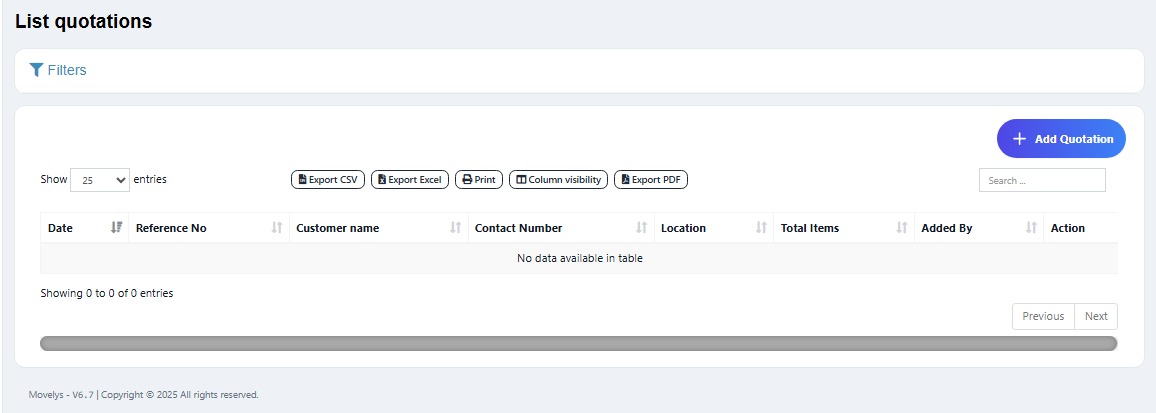 List quotations
Filters
Add Quotation
Show 25 entries
Export CSV Export Excel Print Column visibility Export PDF
Search ...
Date Reference No Customer name Contact Number Location Total Items Added By Action
No data available in table
Showing 0 to 0 of 0 entries
Previous Next
Movelys - V6.7 | Copyright © 2025 All rights reserved.